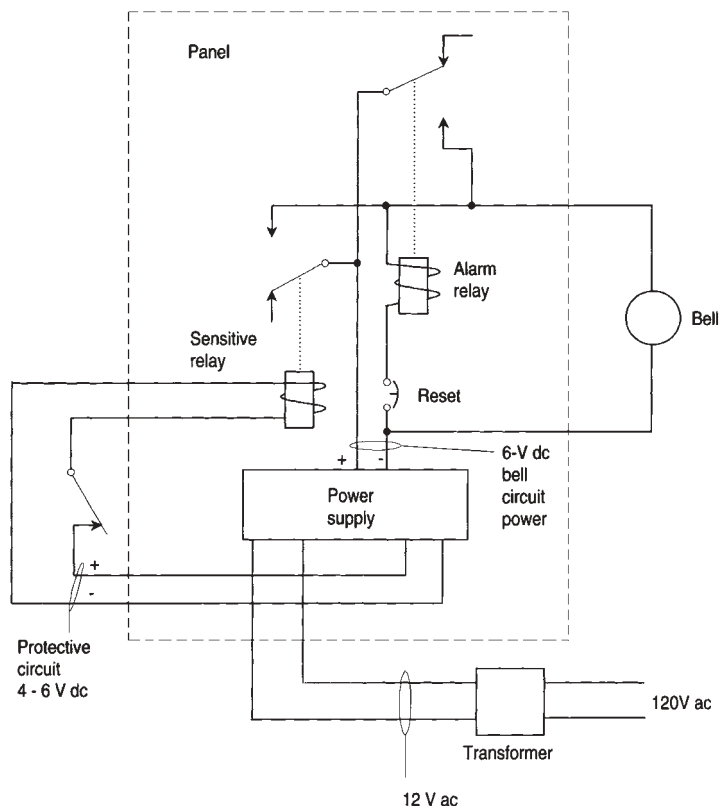 Panel
Alarm
relay
Bell
Sensitive
relay
Reset
+
-
6-V dc
bell
circuit
power
Power
supply
+
-
Protective
circuit
4 - 6 V dc
120V ac
Transformer
12 V ac